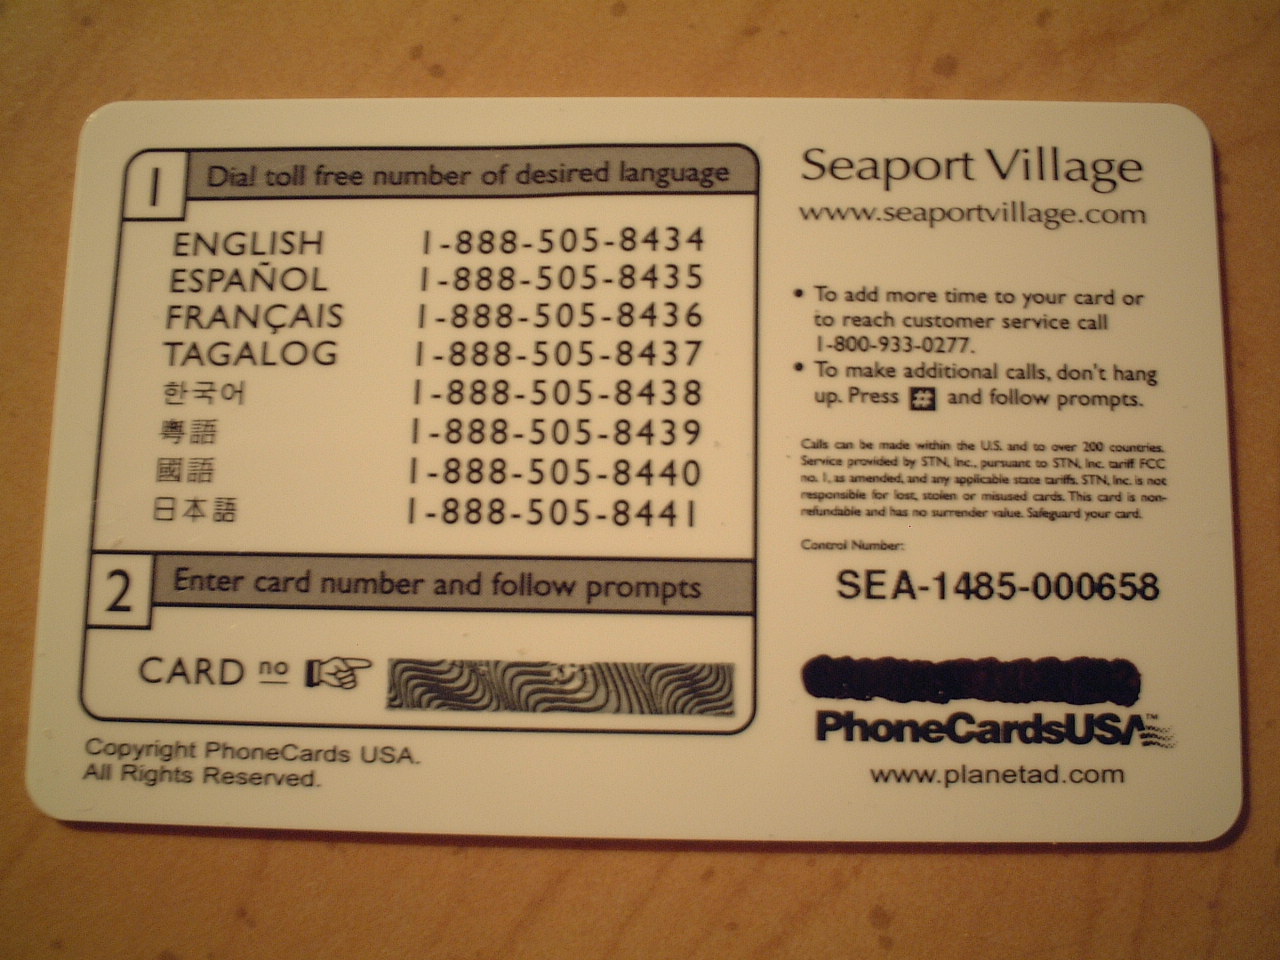 1 Dial toll free number of desired language
ENGLISH 1-888-505-8434
ESPAÑOL 1-888-505-8435
FRANÇAIS 1-888-505-8436
TAGALOG 1-888-505-8437
한국어 1-888-505-8438
粵語 1-888-505-8439
國語 1-888-505-8440
日本語 1-888-505-8441
2 Enter card number and follow prompts
CARD no
Copyright PhoneCards USA.
All Rights Reserved.
Seaport Village
www.seaportvillage.com
• To add more time to your card or
to reach customer service call
1-800-933-0277.
• To make additional calls, don't hang
up. Press # and follow prompts.
Calls can be made within the U.S. and to over 200 countries.
Service provided by STN, Inc., pursuant to STN, Inc. tariff FCC
no. 1, as amended, and any applicable state tariffs. STN, Inc. is not
responsible for lost, stolen or misused cards. This card is non-
refundable and has no surrender value. Safeguard your card.
Control Number:
SEA-1485-000658
PhoneCardsUSA™
www.planetad.com